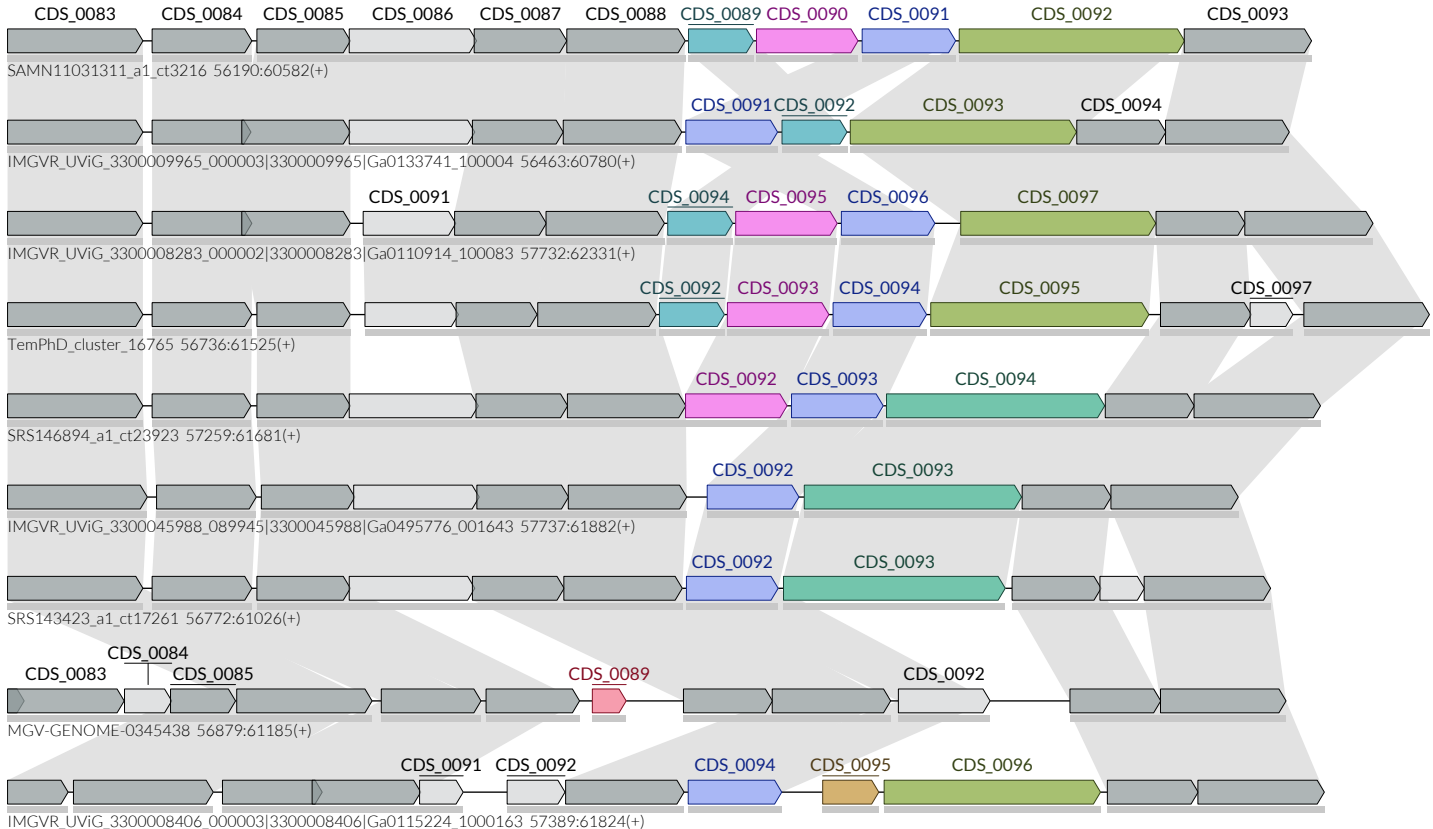 CDS_0083 CDS_0084 CDS_0085 CDS_0086 CDS_0087 CDS_0088 CDS_0089 CDS_0090 CDS_0091 CDS_0092 CDS_0093
SAMN11031311_a1_ct3216 56190:60582(+)
CDS_0091 CDS_0092 CDS_0093 CDS_0094
IMGVR_UViG_3300009965_000003|3300009965|Ga0133741_100004 56463:60780(+)
CDS_0091 CDS_0094 CDS_0095 CDS_0096 CDS_0097
IMGVR_UViG_3300008283_000002|3300008283|Ga0110914_100083 57732:62331(+)
CDS_0092 CDS_0093 CDS_0094 CDS_0095 CDS_0097
TemPhD_cluster_16765 56736:61525(+)
CDS_0092 CDS_0093 CDS_0094
SRS146894_a1_ct23923 57259:61681(+)
CDS_0092 CDS_0093
IMGVR_UViG_3300045988_089945|3300045988|Ga0495776_001643 57737:61882(+)
CDS_0092 CDS_0093
SRS143423_a1_ct17261 56772:61026(+)
CDS_0084
CDS_0083 CDS_0085 CDS_0089 CDS_0092
MGV-GENOME-0345438 56879:61185(+)
CDS_0091 CDS_0092 CDS_0094 CDS_0095 CDS_0096
IMGVR_UViG_3300008406_000003|3300008406|Ga0115224_1000163 57389:61824(+)